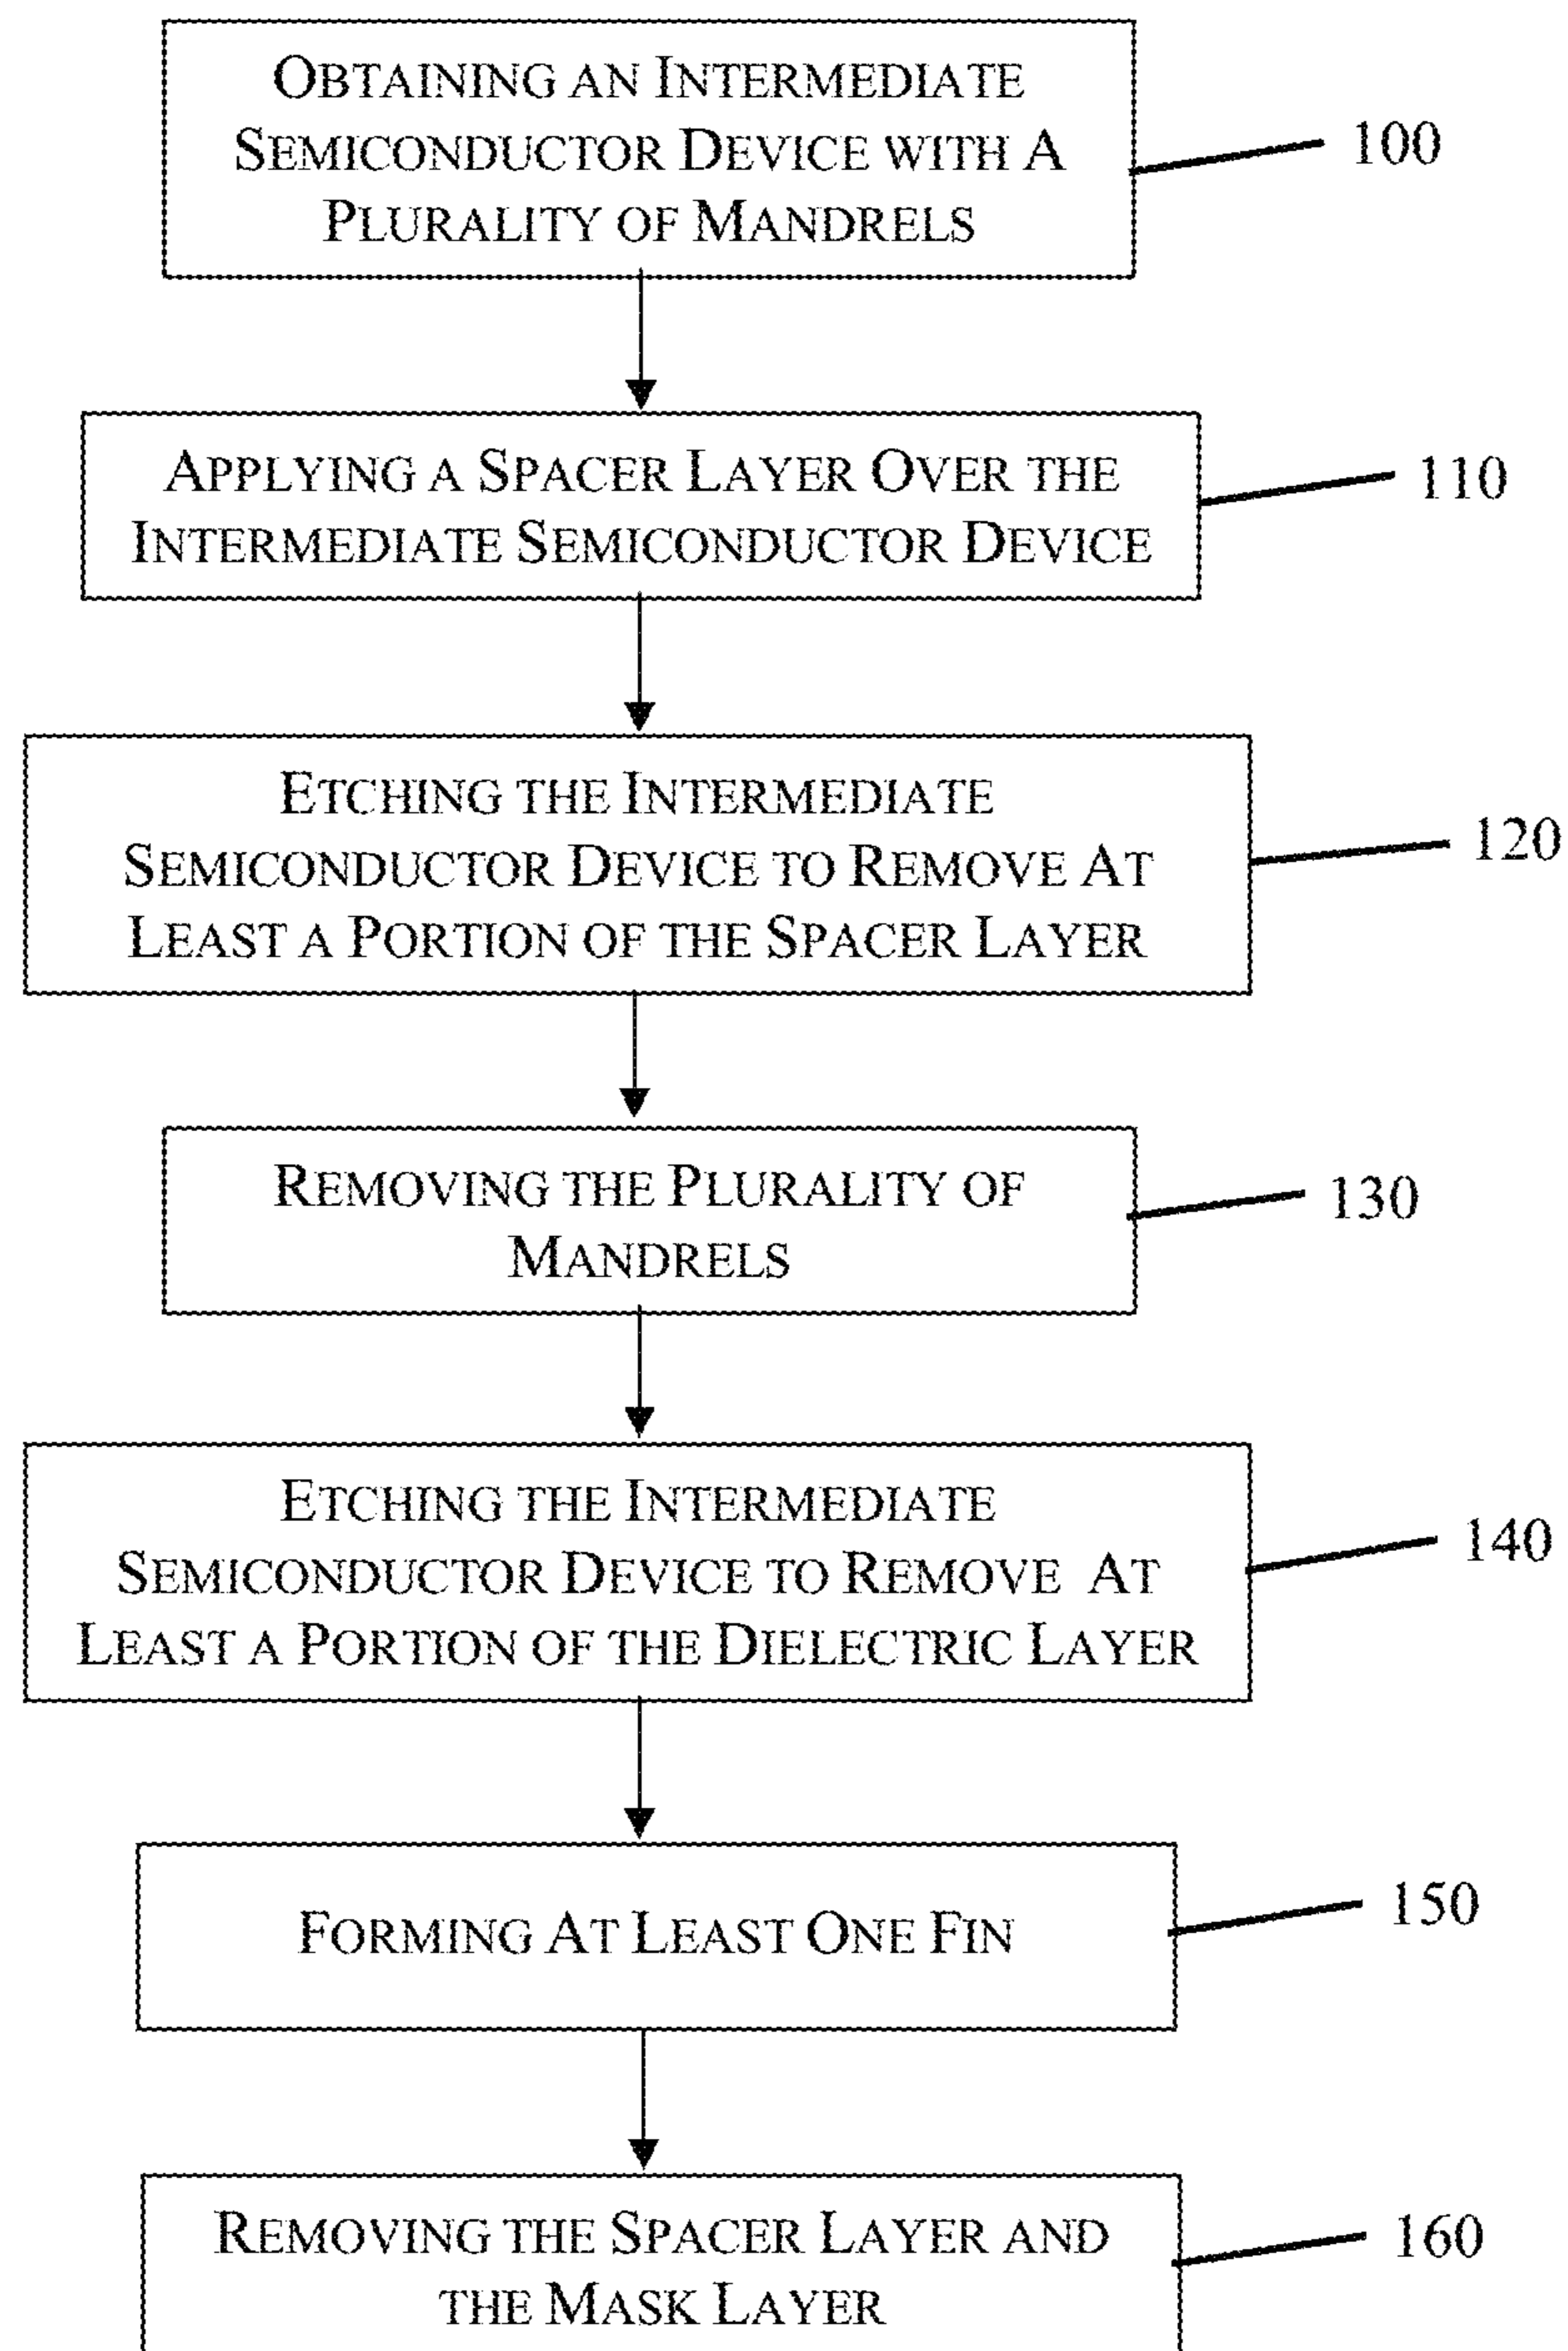 OBTAINING AN INTERMEDIATE
SEMICONDUCTOR DEVICE WITH A
PLURALITY OF MANDRELS
100
APPLYING A SPACER LAYER OVER THE
INTERMEDIATE SEMICONDUCTOR DEVICE
110
ETCHING THE INTERMEDIATE
SEMICONDUCTOR DEVICE TO REMOVE AT
LEAST A PORTION OF THE SPACER LAYER
120
REMOVING THE PLURALITY OF
MANDRELS
130
ETCHING THE INTERMEDIATE
SEMICONDUCTOR DEVICE TO REMOVE AT
LEAST A PORTION OF THE DIELECTRIC LAYER
140
FORMING AT LEAST ONE FIN
150
REMOVING THE SPACER LAYER AND
THE MASK LAYER
160